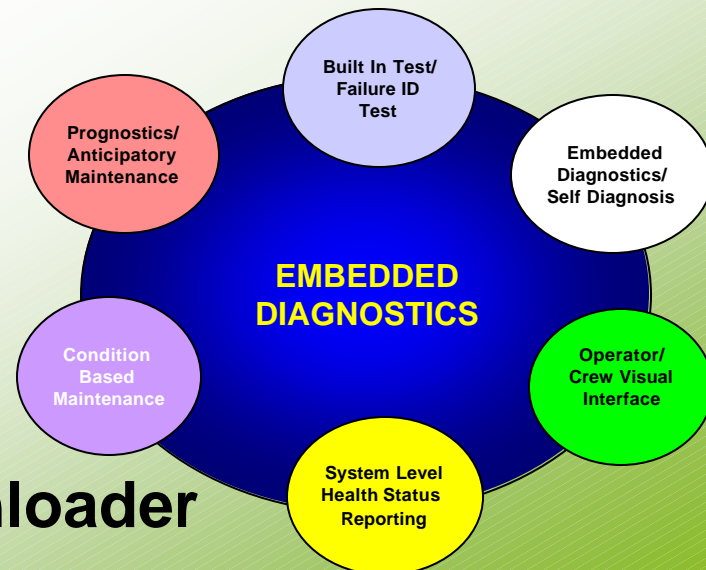 Built In Test/
Failure ID
Test
Prognostics/
Anticipatory
Maintenance
Embedded
Diagnostics/
Self Diagnosis
EMBEDDED
DIAGNOSTICS
Condition
Based
Maintenance
Operator/
Crew Visual
Interface
System Level
Health Status
Reporting
loader